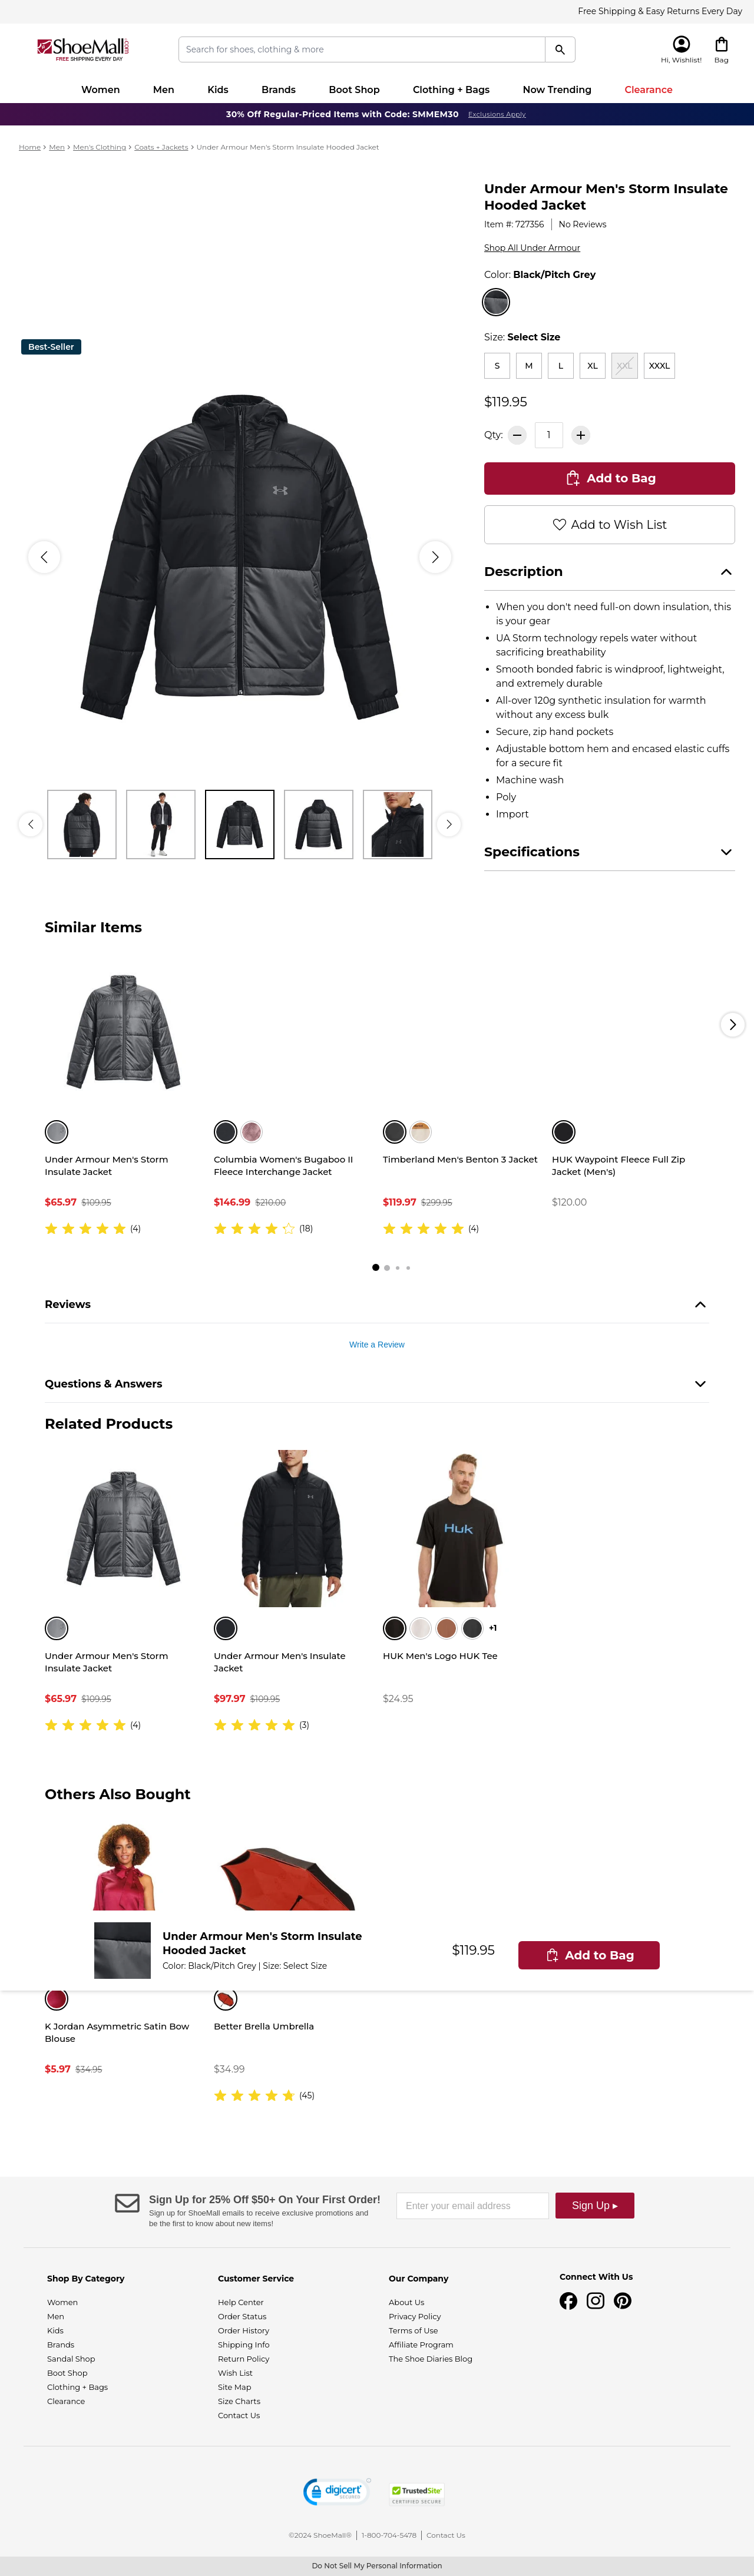 Free Shipping & Easy Returns Every Day
ShoeMall.COM
FREE SHIPPING EVERY DAY
Search for shoes, clothing & more
Hi, Wishlist!
Bag
Women
Men
Kids
Brands
Boot Shop
Clothing + Bags
Now Trending
Clearance
30% Off Regular-Priced Items with Code: SMMEM30 Exclusions Apply
Home > Men > Men's Clothing > Coats + Jackets > Under Armour Men's Storm Insulate Hooded Jacket
Best-Seller
Under Armour Men's Storm Insulate
Hooded Jacket
Item #: 727356 | No Reviews
Shop All Under Armour
Color: Black/Pitch Grey
Size: Select Size
S M L XL XXL XXXL
$119.95
Qty: − 1 +
Add to Bag
Add to Wish List
Description
• When you don't need full-on down insulation, this
is your gear
• UA Storm technology repels water without
sacrificing breathability
• Smooth bonded fabric is windproof, lightweight,
and extremely durable
• All-over 120g synthetic insulation for warmth
without any excess bulk
• Secure, zip hand pockets
• Adjustable bottom hem and encased elastic cuffs
for a secure fit
• Machine wash
• Poly
• Import
Specifications
Similar Items
Under Armour Men's Storm
Insulate Jacket
$65.97 $109.95
(4)
Columbia Women's Bugaboo II
Fleece Interchange Jacket
$146.99 $210.00
(18)
Timberland Men's Benton 3 Jacket
$119.97 $299.95
(4)
HUK Waypoint Fleece Full Zip
Jacket (Men's)
$120.00
Reviews
Write a Review
Questions & Answers
Related Products
Huk
Under Armour Men's Storm
Insulate Jacket
$65.97 $109.95
(4)
Under Armour Men's Insulate
Jacket
$97.97 $109.95
(3)
+1
HUK Men's Logo HUK Tee
$24.95
Others Also Bought
Under Armour Men's Storm Insulate
Hooded Jacket
Color: Black/Pitch Grey | Size: Select Size
$119.95
Add to Bag
K Jordan Asymmetric Satin Bow
Blouse
$5.97 $34.95
Better Brella Umbrella
$34.99
(45)
Sign Up for 25% Off $50+ On Your First Order!
Sign up for ShoeMall emails to receive exclusive promotions and
be the first to know about new items!
Enter your email address
Sign Up ▸
Shop By Category
Women
Men
Kids
Brands
Sandal Shop
Boot Shop
Clothing + Bags
Clearance
Customer Service
Help Center
Order Status
Order History
Shipping Info
Return Policy
Wish List
Site Map
Size Charts
Contact Us
Our Company
About Us
Privacy Policy
Terms of Use
Affiliate Program
The Shoe Diaries Blog
Connect With Us
digicert
SECURED
TrustedSite
CERTIFIED SECURE
©2024 ShoeMall® | 1-800-704-5478 | Contact Us
Do Not Sell My Personal Information